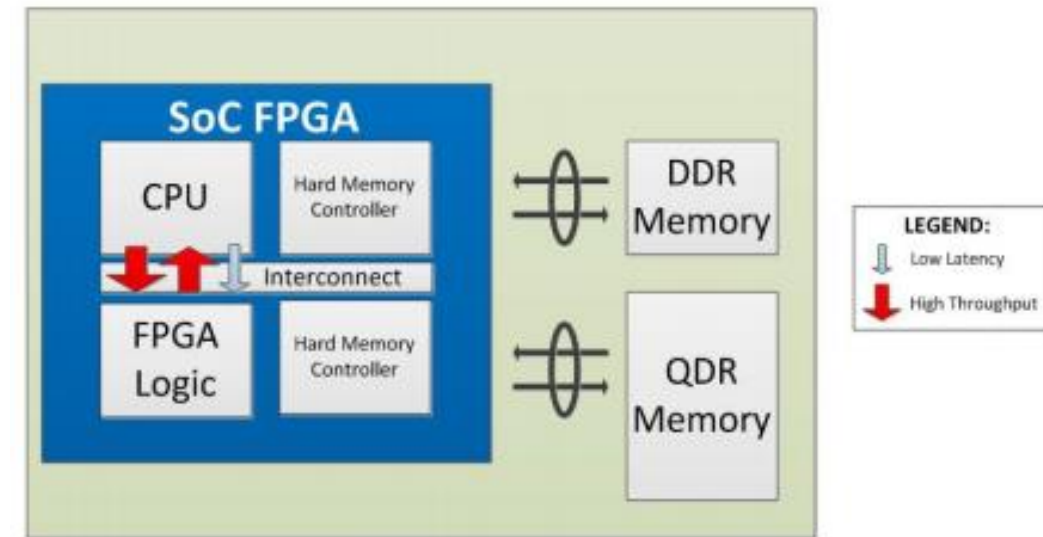 SoC FPGA
CPU
Hard Memory
Controller
Interconnect
FPGA
Logic
Hard Memory
Controller
DDR
Memory
QDR
Memory
LEGEND:
Low Latency
High Throughput